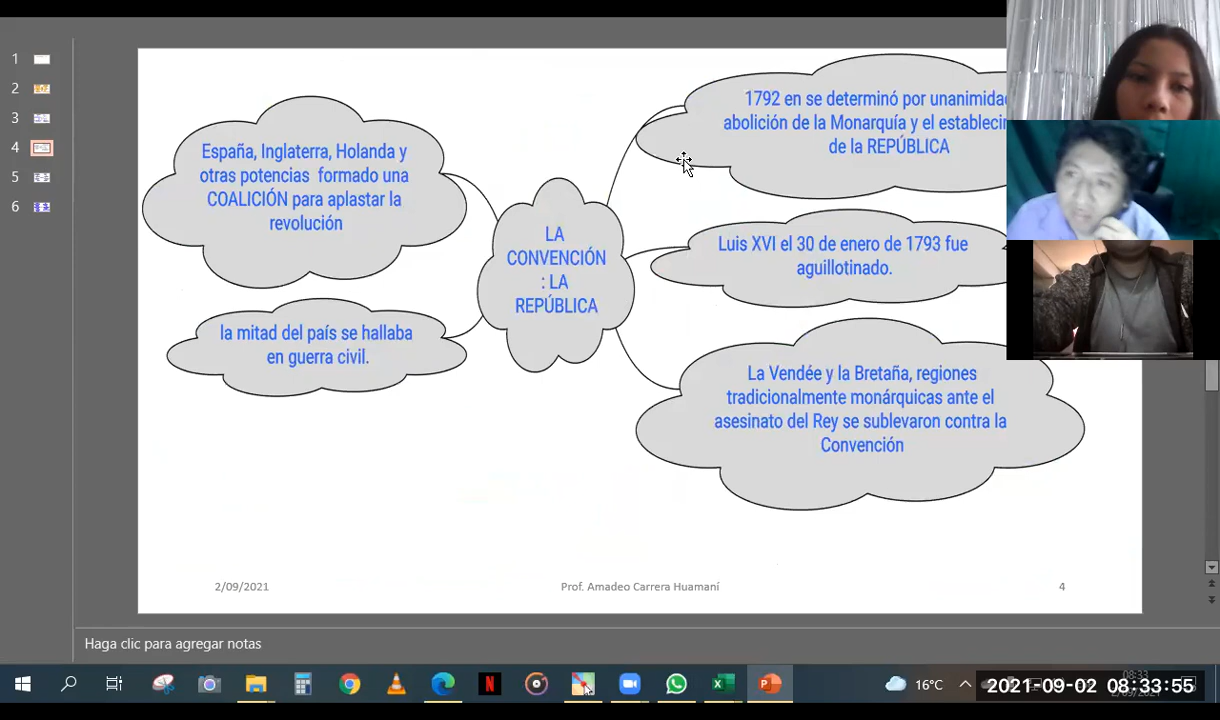 1
2
3
4
5
6
España, Inglaterra, Holanda y
otras potencias formado una
COALICIÓN para aplastar la
revolución
la mitad del país se hallaba
en guerra civil.
LA
CONVENCIÓN
: LA
REPÚBLICA
1792 en se determinó por unanimidad
abolición de la Monarquía y el
de la REPÚBLICA
Luis XVI el 30 de enero de 1793 fue
aguillotinado.
La Vendée y la Bretaña, regiones
tradicionalmente monárquicas ante el
asesinato del Rey se sublevaron contra la
Convención
2/09/2021
Prof. Amadeo Carrera Huamaní
4
Haga clic para agregar notas
16°C
2021-09-02 08:33:55